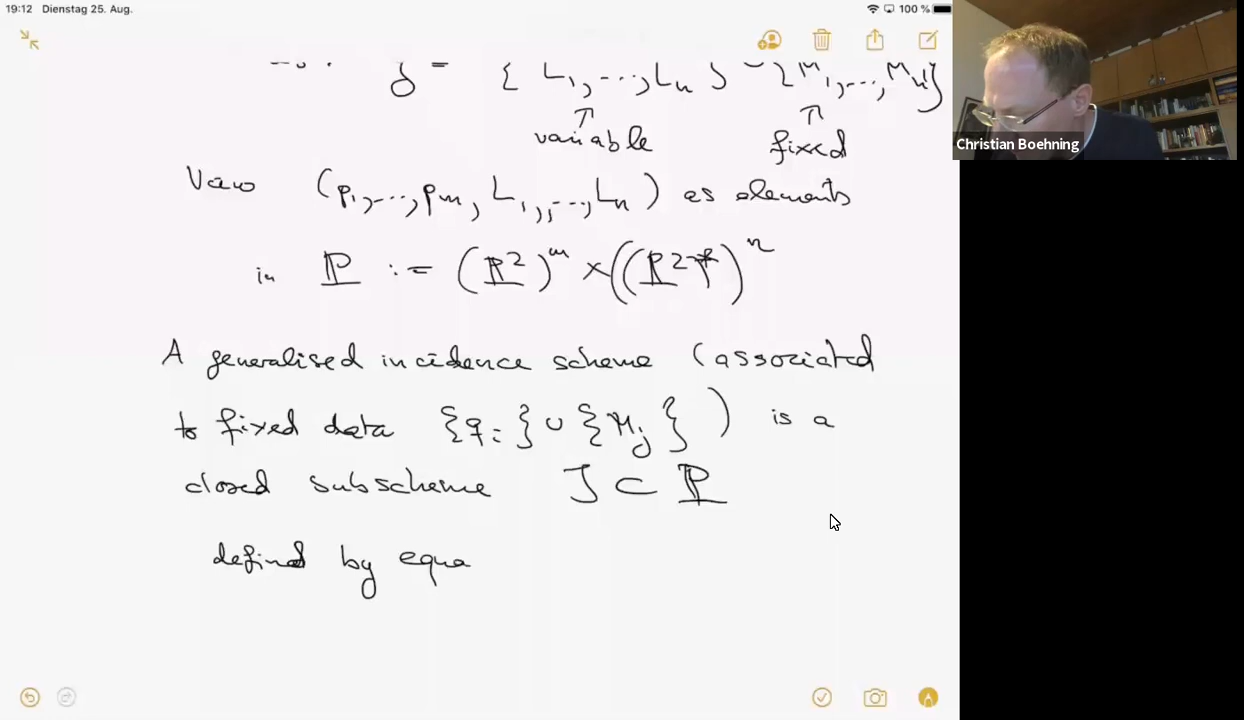 19:12 Dienstag 25. Aug.
100 %
Christian Boehning
{ L₁, ..., Lₙ } ∪ { M₁, ..., Mₙ' }
↑ ↑
variable fixed
View (p₁, ..., pₘ, L₁, ..., Lₙ) as elements
in ℙ := (ℙ²)ᵐ × ((ℙ²)*)ⁿ
A generalised incidence scheme (associated
to fixed data {qᵢ} ∪ {Mⱼ}) is a
closed subscheme J ⊂ ℙ
defined by equa